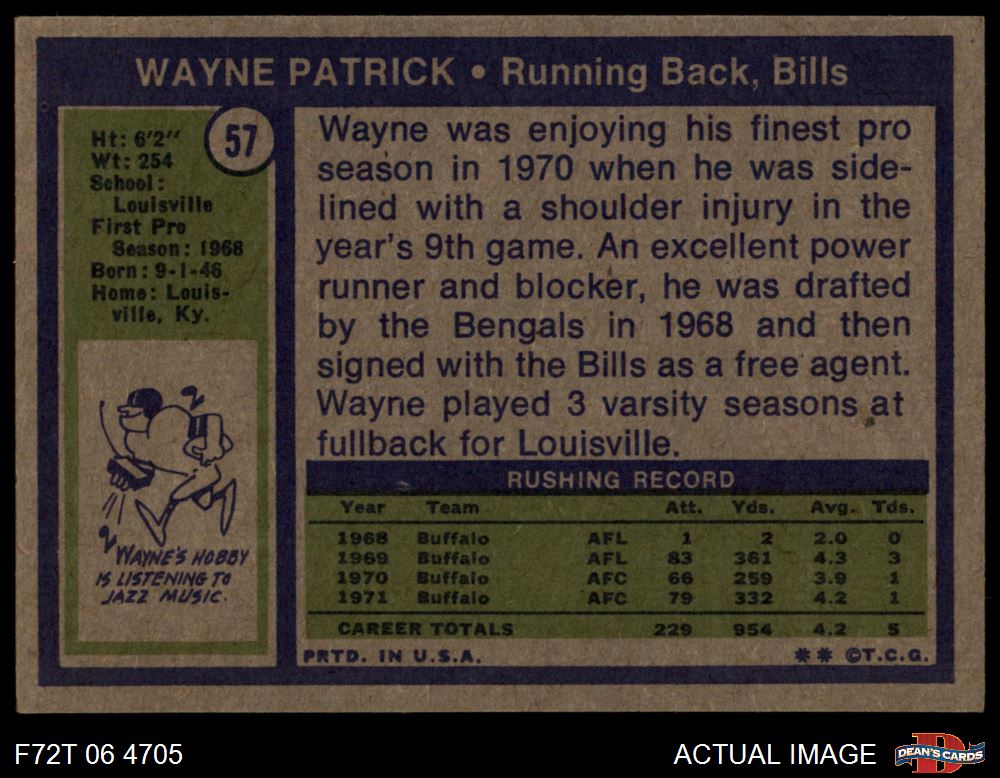 WAYNE PATRICK • Running Back, Bills
57
Ht: 6'2"
Wt: 254
School:
Louisville
First Pro
Season: 1968
Born: 9-1-46
Home: Louis-
ville, Ky.
WAYNE'S HOBBY
IS LISTENING TO
JAZZ MUSIC.
Wayne was enjoying his finest pro
season in 1970 when he was side-
lined with a shoulder injury in the
year's 9th game. An excellent power
runner and blocker, he was drafted
by the Bengals in 1968 and then
signed with the Bills as a free agent.
Wayne played 3 varsity seasons at
fullback for Louisville.
RUSHING RECORD
Year Team Att. Yds. Avg. Tds.
1968 Buffalo AFL 1 2 2.0 0
1969 Buffalo AFL 83 361 4.3 3
1970 Buffalo AFC 66 259 3.9 1
1971 Buffalo AFC 79 332 4.2 1
CAREER TOTALS 229 954 4.2 5
PRTD. IN U.S.A. ** ©T.C.G.
F72T 06 4705 ACTUAL IMAGE
DEAN'S CARDS